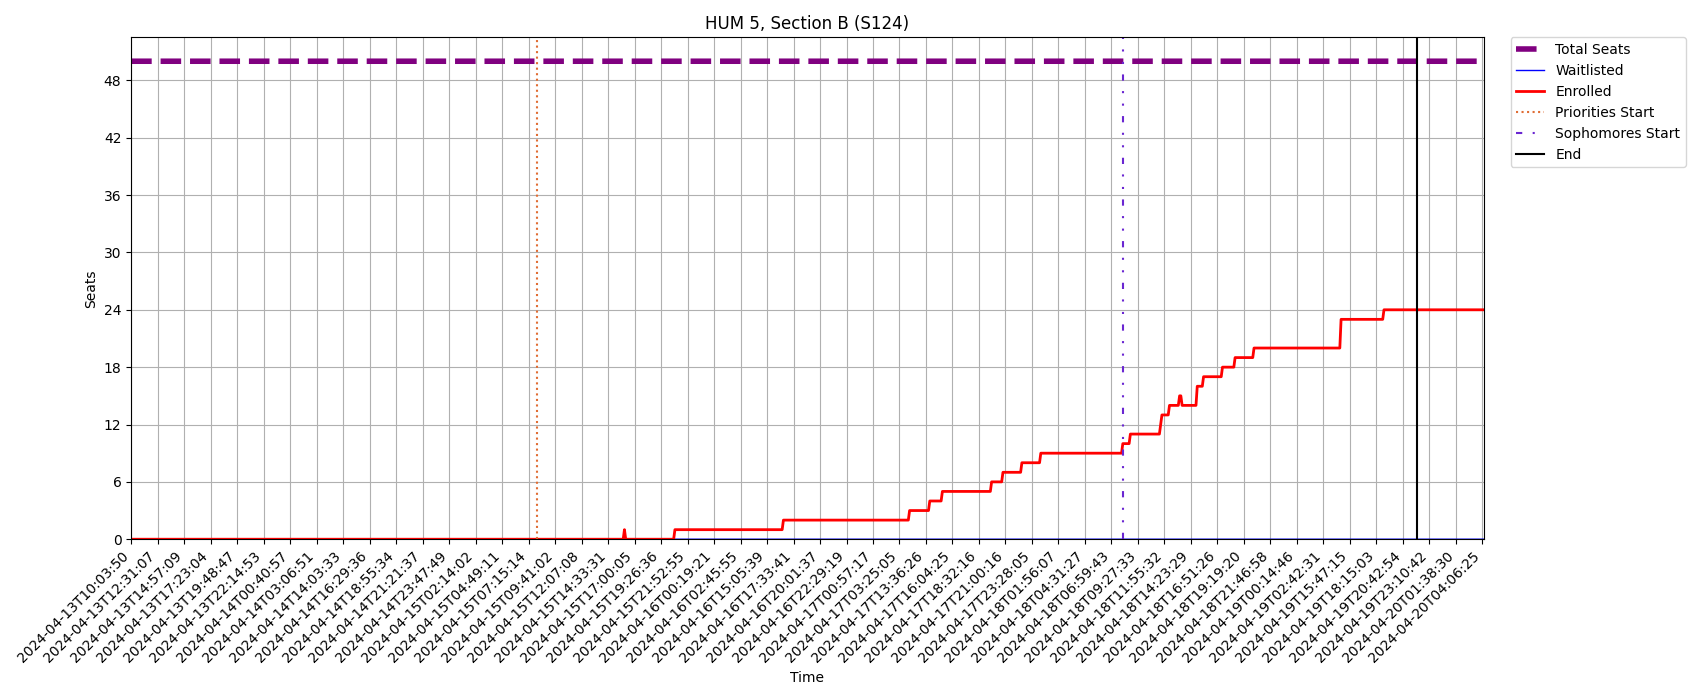 HUM 5, Section B (S124)
Total Seats
Waitlisted
Enrolled
Priorities Start
Sophomores Start
End
Seats
48
42
36
30
24
18
12
6
0
2024-04-13T10:03:50
2024-04-13T12:31:07
2024-04-13T14:57:09
2024-04-13T17:23:04
2024-04-13T19:48:47
2024-04-13T22:14:53
2024-04-14T00:40:57
2024-04-14T03:06:51
2024-04-14T14:03:33
2024-04-14T16:29:36
2024-04-14T18:55:34
2024-04-14T21:21:37
2024-04-14T23:47:49
2024-04-15T02:14:02
2024-04-15T04:49:11
2024-04-15T07:15:14
2024-04-15T09:41:02
2024-04-15T12:07:08
2024-04-15T14:33:31
2024-04-15T17:00:05
2024-04-15T19:26:36
2024-04-15T21:52:55
2024-04-16T00:19:21
2024-04-16T02:45:55
2024-04-16T15:05:39
2024-04-16T17:33:41
2024-04-16T20:01:37
2024-04-16T22:29:19
2024-04-17T00:57:17
2024-04-17T03:25:05
2024-04-17T13:36:26
2024-04-17T16:04:25
2024-04-17T18:32:16
2024-04-17T21:00:16
2024-04-17T23:28:05
2024-04-18T01:56:07
2024-04-18T04:31:27
2024-04-18T06:59:43
2024-04-18T09:27:33
2024-04-18T11:55:32
2024-04-18T14:23:29
2024-04-18T16:51:26
2024-04-18T19:19:20
2024-04-18T21:46:58
2024-04-19T00:14:46
2024-04-19T02:42:31
2024-04-19T15:47:15
2024-04-19T18:15:03
2024-04-19T20:42:54
2024-04-19T23:10:42
2024-04-20T01:38:30
2024-04-20T04:06:25
Time